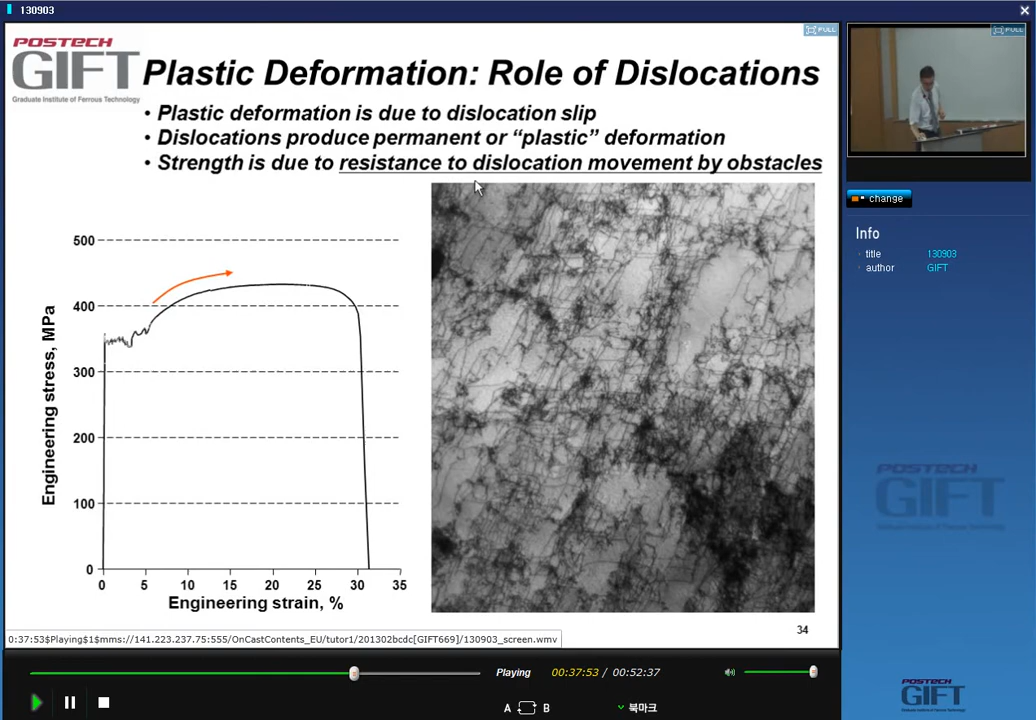 130903
FULL
POSTECH
GIFT
Graduate Institute of Ferrous Technology
Plastic Deformation: Role of Dislocations
• Plastic deformation is due to dislocation slip
• Dislocations produce permanent or “plastic” deformation
• Strength is due to resistance to dislocation movement by obstacles
500
400
300
200
100
0
Engineering stress, MPa
0 5 10 15 20 25 30 35
Engineering strain, %
34
0:37:53$Playing$1$mms://141.223.237.75:555/OnCastContents_EU/tutor1/201302bcdc[GIFT669]/130903_screen.wmv
Playing 00:37:53 / 00:52:37
A B 북마크
FULL
change
Info
title 130903
author GIFT
POSTECH
GIFT
POSTECH
GIFT